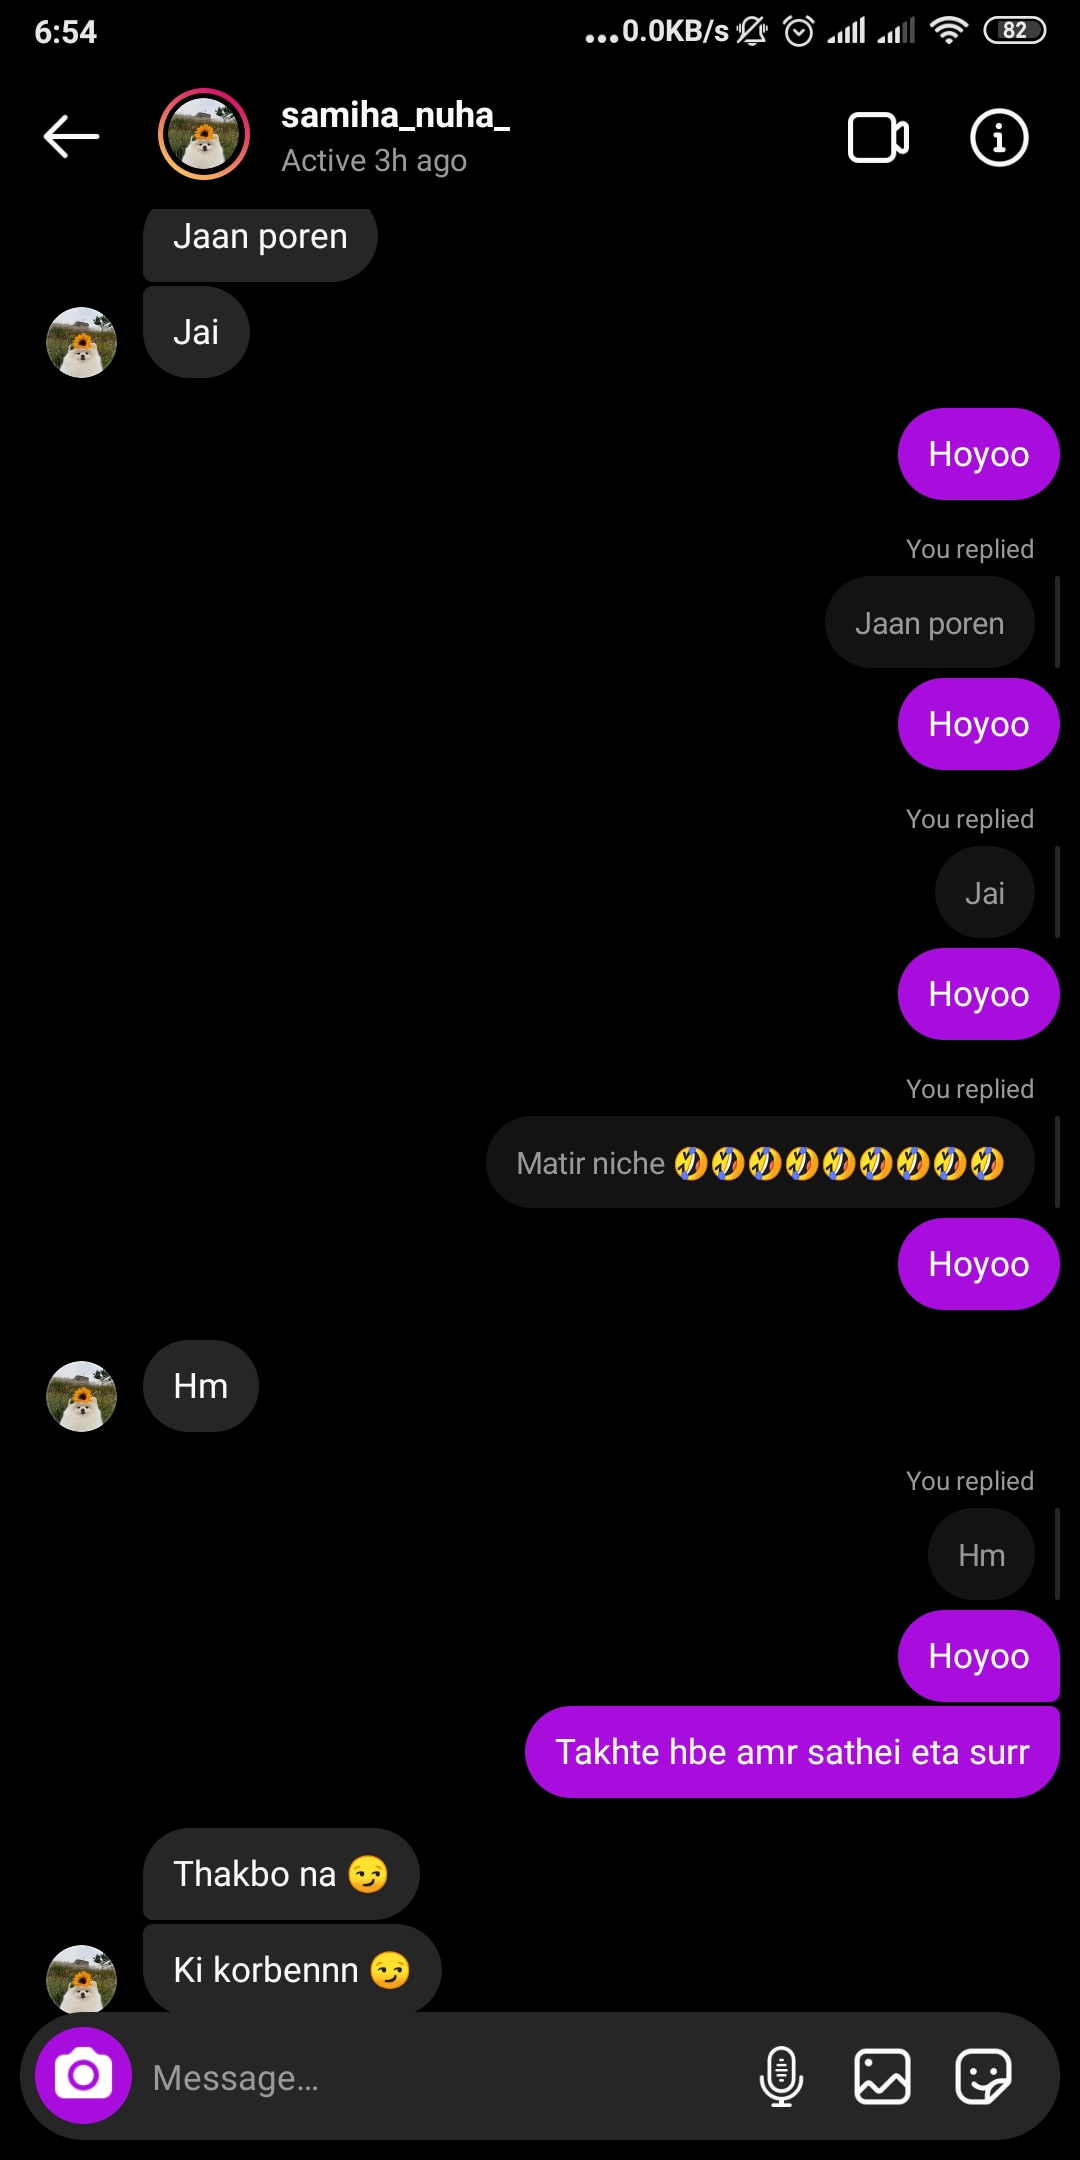 6:54
...0.0KB/s 82
samiha_nuha_
Active 3h ago
Jaan poren
Jai
Hoyoo
You replied
Jaan poren
Hoyoo
You replied
Jai
Hoyoo
You replied
Matir niche 🤣🤣🤣🤣🤣🤣🤣🤣🤣
Hoyoo
Hm
You replied
Hm
Hoyoo
Takhte hbe amr sathei eta surr
Thakbo na 😏
Ki korbennn 😏
Message...